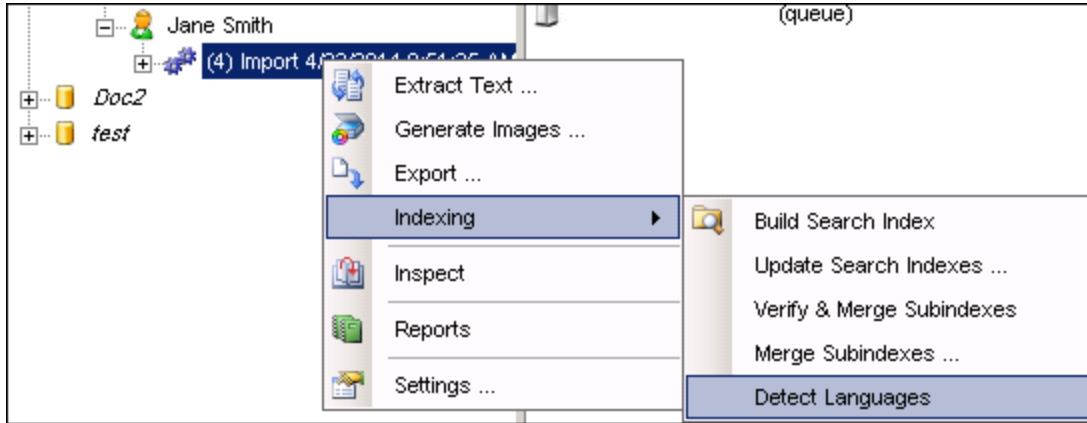 Jane Smith
(queue)
(4) Import 4/
Extract Text ...
Doc2
Generate Images ...
test
Export ...
Indexing
Build Search Index
Update Search Indexes ...
Inspect
Verify & Merge Subindexes
Reports
Merge Subindexes ...
Settings ...
Detect Languages